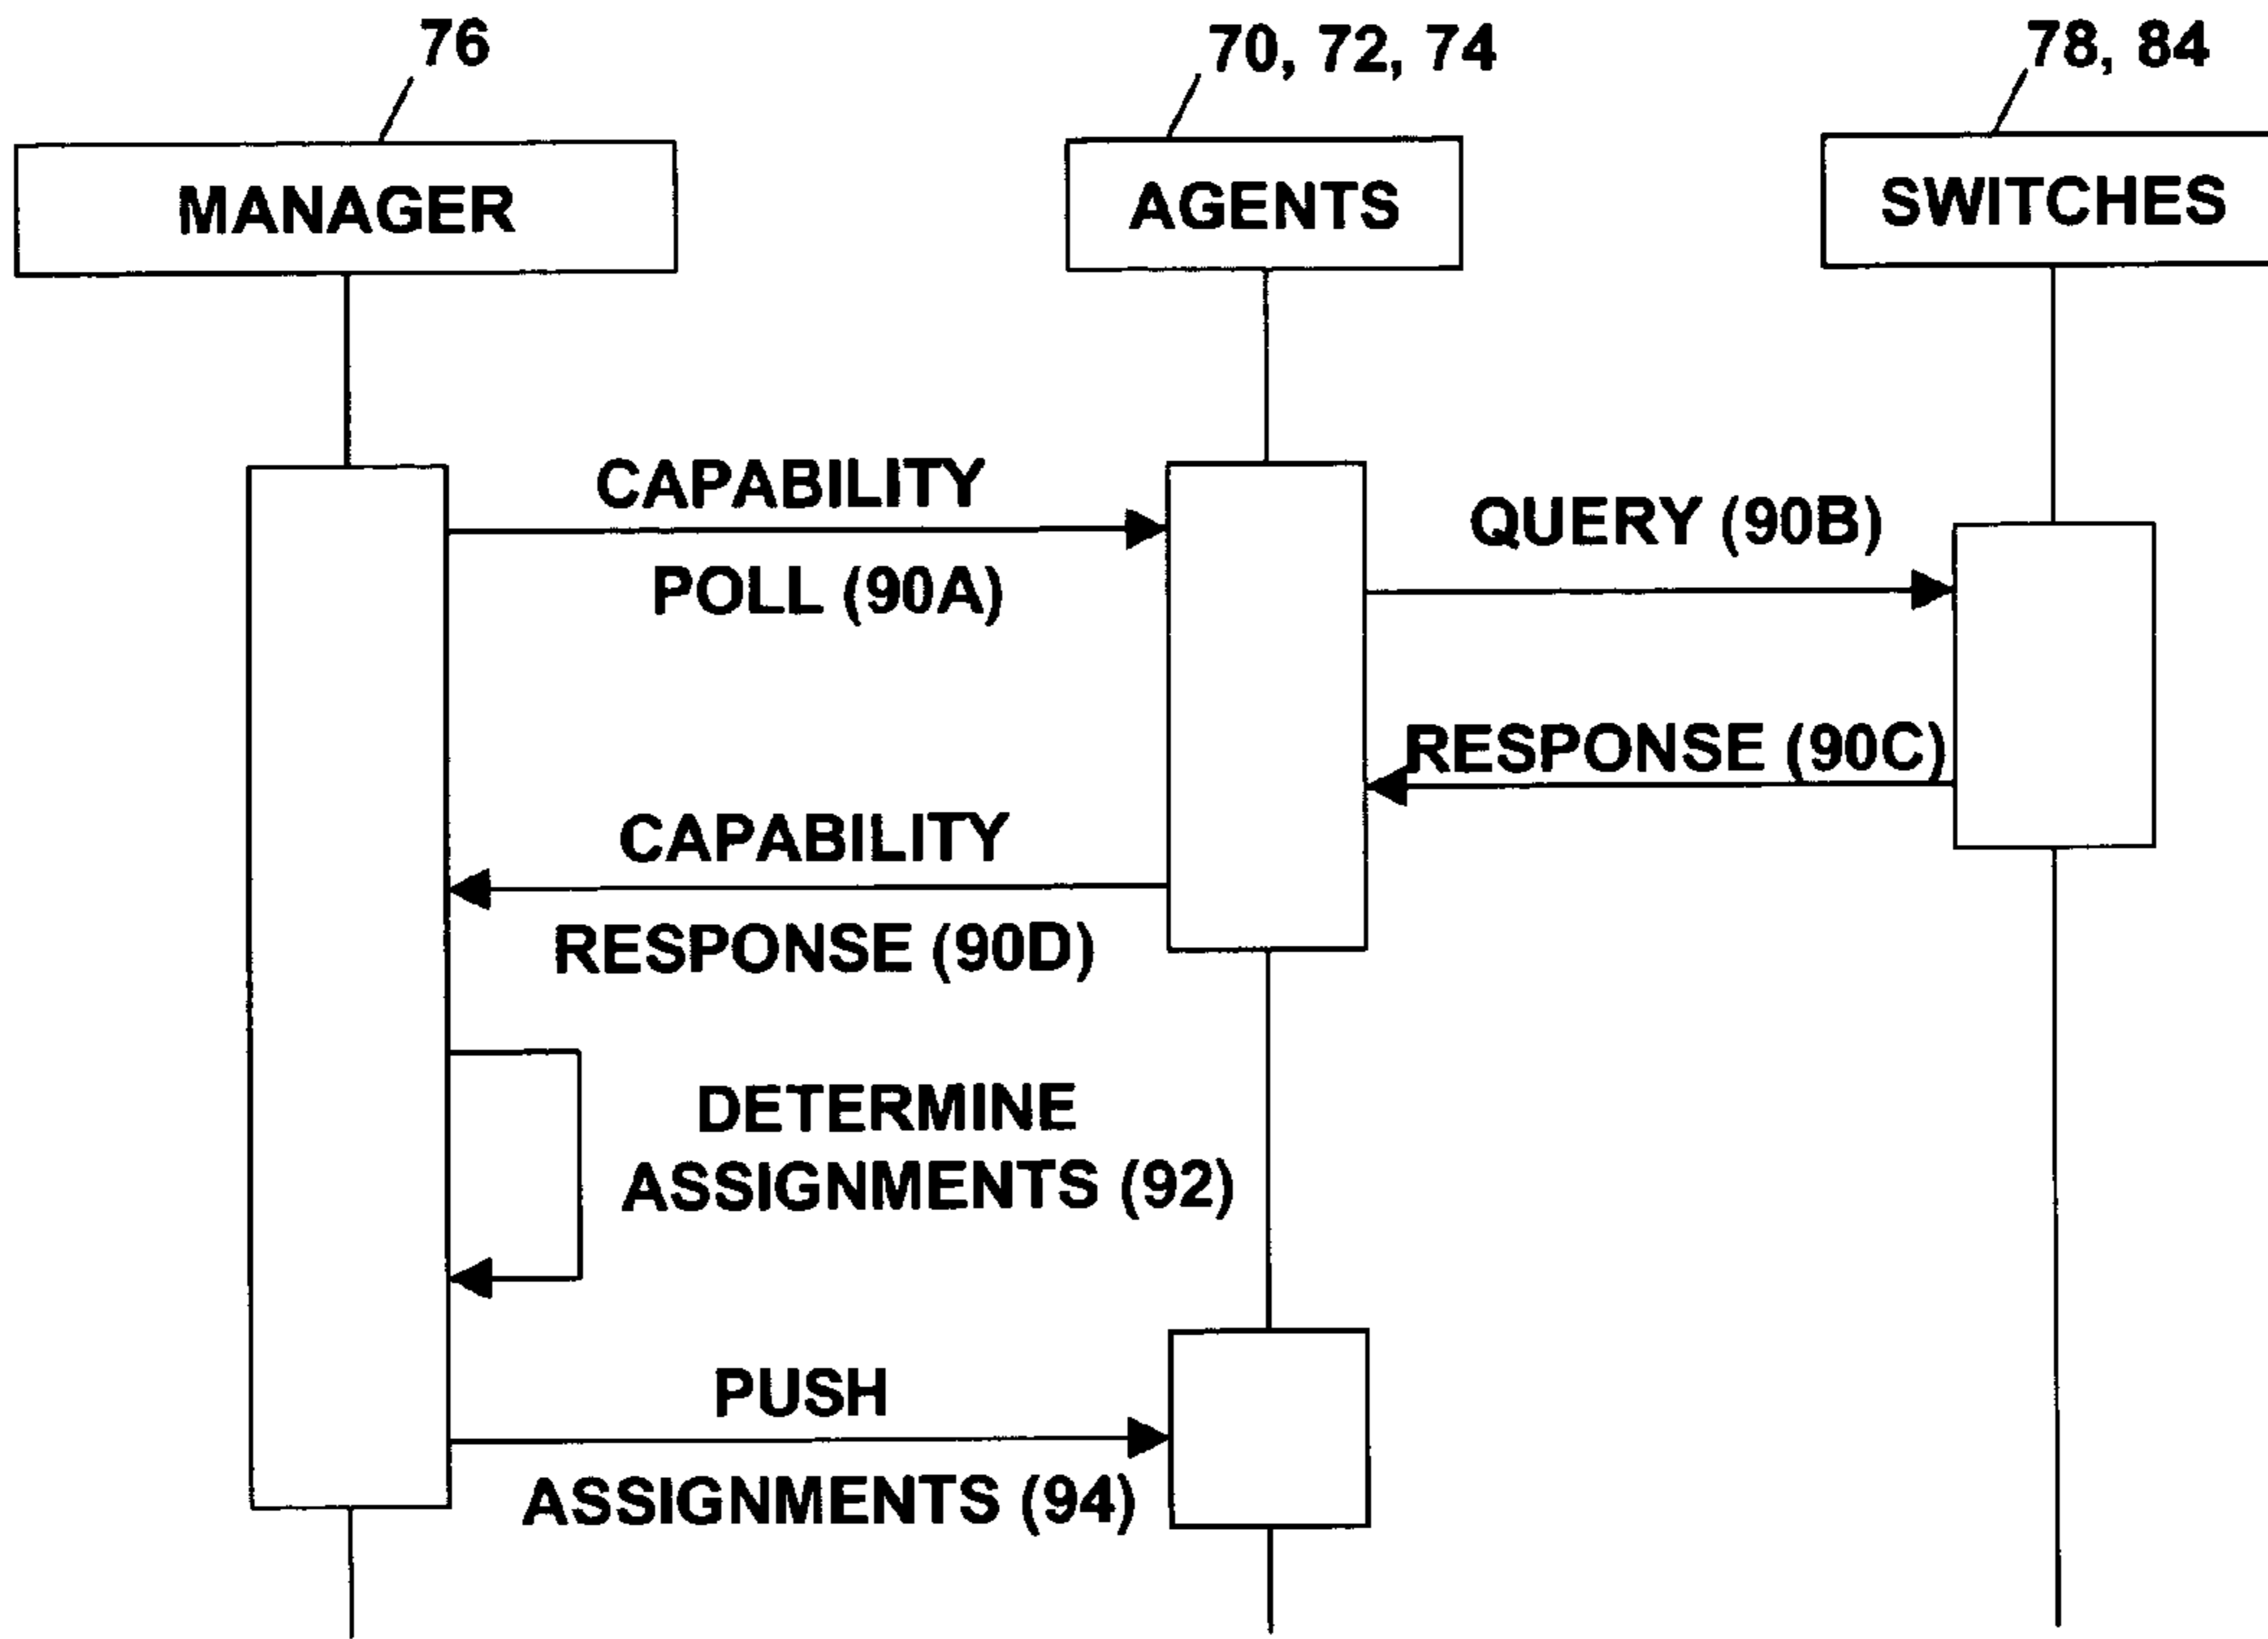 76
70, 72, 74
78, 84
MANAGER
AGENTS
SWITCHES
CAPABILITY
POLL (90A)
QUERY (90B)
RESPONSE (90C)
CAPABILITY
RESPONSE (90D)
DETERMINE
ASSIGNMENTS (92)
PUSH
ASSIGNMENTS (94)